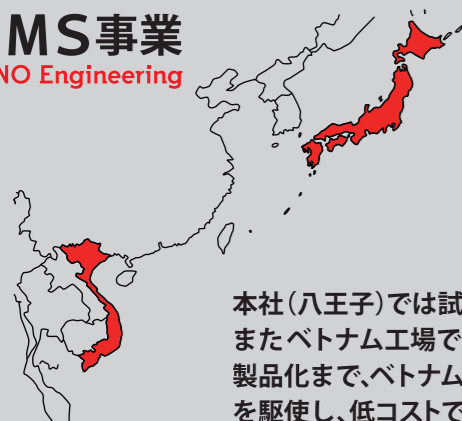 MS事業
NO Engineering
本社（八王子）では試
またベトナム工場で
製品化まで、ベトナム
を駆使し、低コストで